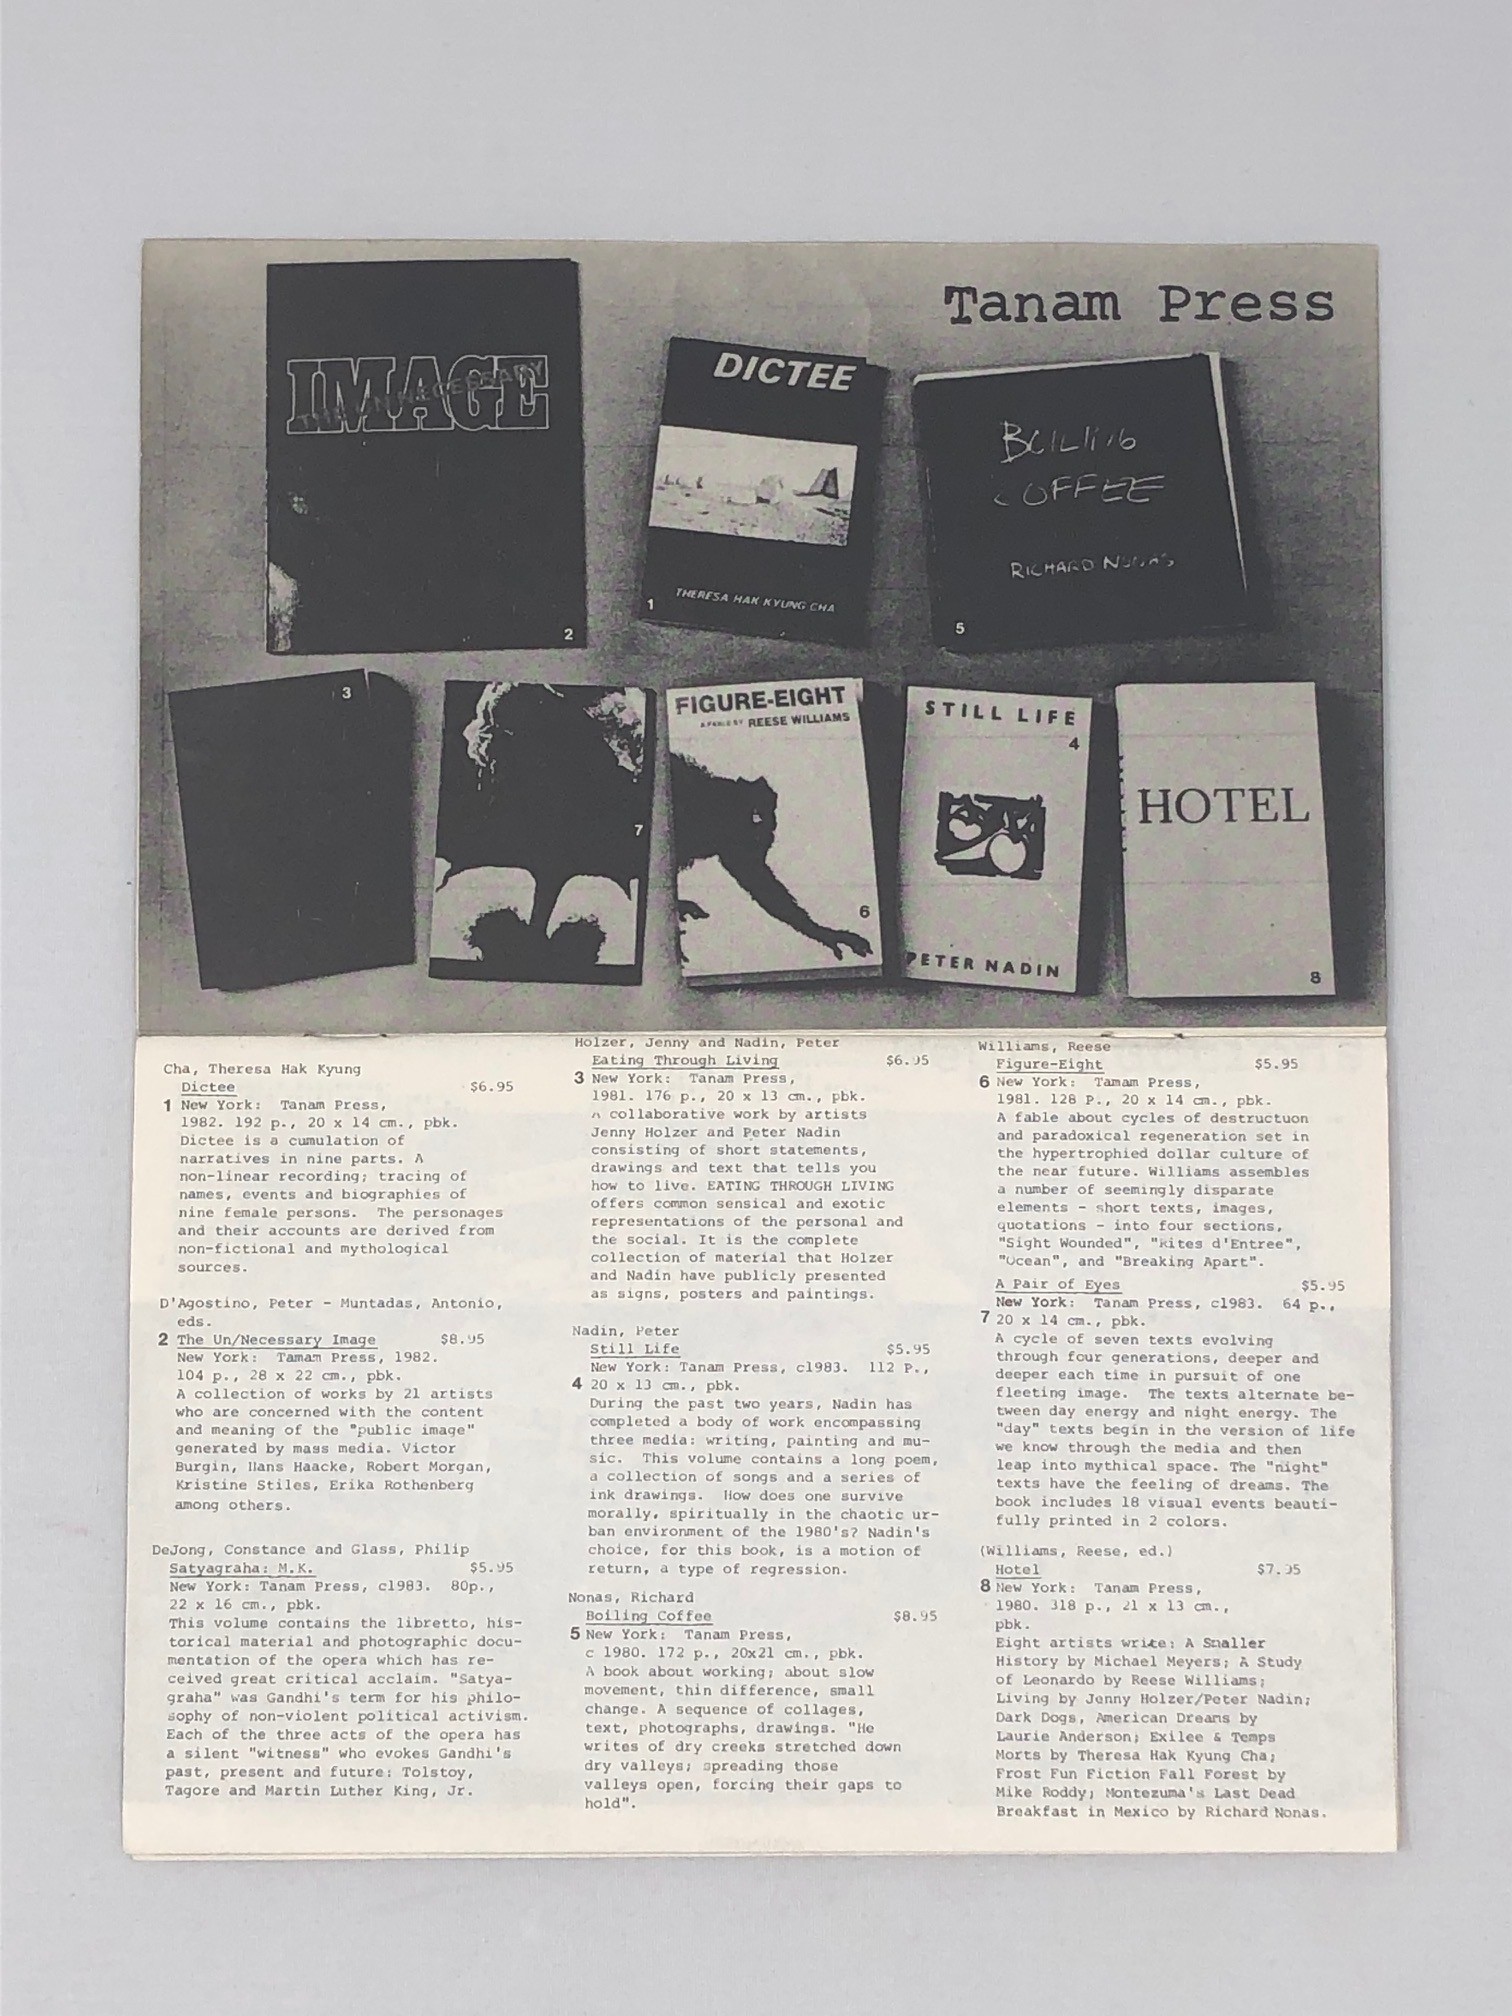 Tanam Press
IMAGE
THE UN NECESSARY
2
DICTEE
THERESA HAK KYUNG CHA
1
BOILING
COFFEE
RICHARD NONAS
5
3
7
FIGURE-EIGHT
A FABLE BY REESE WILLIAMS
6
STILL LIFE
4
PETER NADIN
HOTEL
8
Cha, Theresa Hak Kyung
Dictee $6.95
1 New York: Tanam Press,
1982. 192 p., 20 x 14 cm., pbk.
Dictee is a cumulation of
narratives in nine parts. A
non-linear recording; tracing of
names, events and biographies of
nine female persons. The personages
and their accounts are derived from
non-fictional and mythological
sources.
D'Agostino, Peter - Muntadas, Antonio,
eds.
2 The Un/Necessary Image $8.95
New York: Tamam Press, 1982.
104 p., 28 x 22 cm., pbk.
A collection of works by 21 artists
who are concerned with the content
and meaning of the "public image"
generated by mass media. Victor
Burgin, Hans Haacke, Robert Morgan,
Kristine Stiles, Erika Rothenberg
among others.
DeJong, Constance and Glass, Philip
Satyagraha: M.K. $5.95
New York: Tanam Press, c1983. 80p.,
22 x 16 cm., pbk.
This volume contains the libretto, his-
torical material and photographic docu-
mentation of the opera which has re-
ceived great critical acclaim. "Satya-
graha" was Gandhi's term for his philo-
sophy of non-violent political activism.
Each of the three acts of the opera has
a silent "witness" who evokes Gandhi's
past, present and future: Tolstoy,
Tagore and Martin Luther King, Jr.
Holzer, Jenny and Nadin, Peter
Eating Through Living $6.95
3 New York: Tanam Press,
1981. 176 p., 20 x 13 cm., pbk.
A collaborative work by artists
Jenny Holzer and Peter Nadin
consisting of short statements,
drawings and text that tells you
how to live. EATING THROUGH LIVING
offers common sensical and exotic
representations of the personal and
the social. It is the complete
collection of material that Holzer
and Nadin have publicly presented
as signs, posters and paintings.
Nadin, Peter
Still Life $5.95
New York: Tanam Press, c1983. 112 P.,
4 20 x 13 cm., pbk.
During the past two years, Nadin has
completed a body of work encompassing
three media: writing, painting and mu-
sic. This volume contains a long poem,
a collection of songs and a series of
ink drawings. How does one survive
morally, spiritually in the chaotic ur-
ban environment of the 1980's? Nadin's
choice, for this book, is a motion of
return, a type of regression.
Nonas, Richard
Boiling Coffee $8.95
5 New York: Tanam Press,
c 1980. 172 p., 20x21 cm., pbk.
A book about working; about slow
movement, thin difference, small
change. A sequence of collages,
text, photographs, drawings. "He
writes of dry creeks stretched down
dry valleys; spreading those
valleys open, forcing their gaps to
hold".
Williams, Reese
Figure-Eight $5.95
6 New York: Tamam Press,
1981. 128 P., 20 x 14 cm., pbk.
A fable about cycles of destructuon
and paradoxical regeneration set in
the hypertrophied dollar culture of
the near future. Williams assembles
a number of seemingly disparate
elements - short texts, images,
quotations - into four sections,
"Sight Wounded", "Rites d'Entree",
"Ocean", and "Breaking Apart".
A Pair of Eyes $5.95
New York: Tanam Press, c1983. 64 p.,
7 20 x 14 cm., pbk.
A cycle of seven texts evolving
through four generations, deeper and
deeper each time in pursuit of one
fleeting image. The texts alternate be-
tween day energy and night energy. The
"day" texts begin in the version of life
we know through the media and then
leap into mythical space. The "night"
texts have the feeling of dreams. The
book includes 18 visual events beauti-
fully printed in 2 colors.
(Williams, Reese, ed.)
Hotel $7.95
8 New York: Tanam Press,
1980. 318 p., 21 x 13 cm.,
pbk.
Eight artists write: A Smaller
History by Michael Meyers; A Study
of Leonardo by Reese Williams;
Living by Jenny Holzer/Peter Nadin;
Dark Dogs, American Dreams by
Laurie Anderson; Exilee & Temps
Morts by Theresa Hak Kyung Cha;
Frost Fun Fiction Fall Forest by
Mike Roddy; Montezuma's Last Dead
Breakfast in Mexico by Richard Nonas.